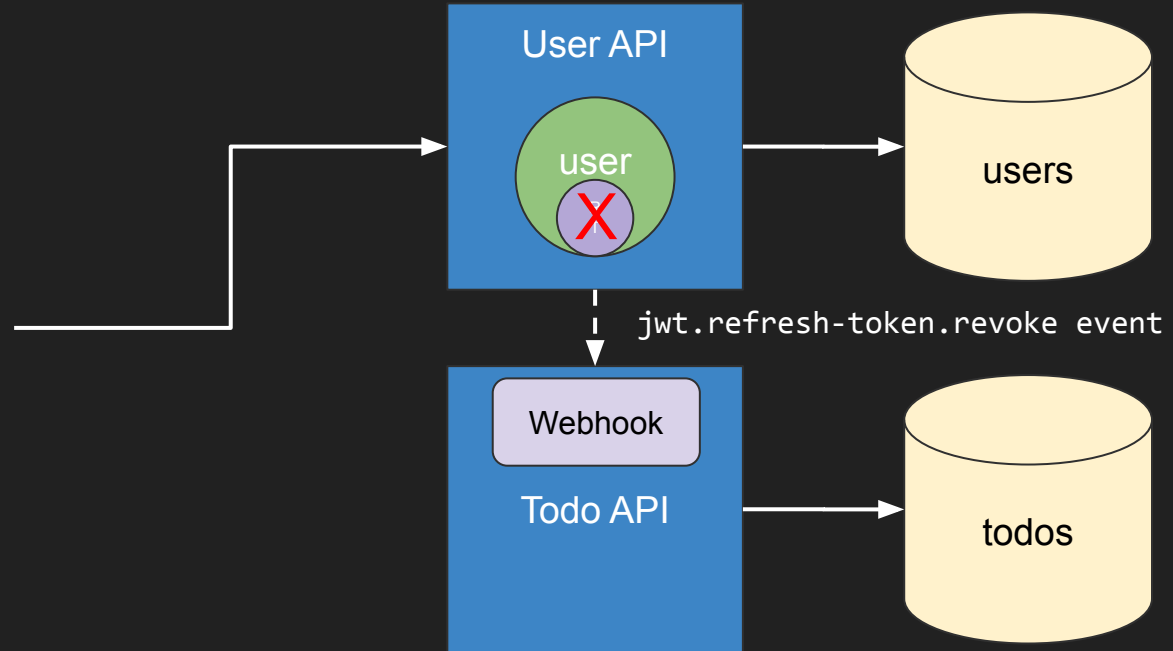 User API
user
X
users
jwt.refresh-token.revoke event
Webhook
Todo API
todos